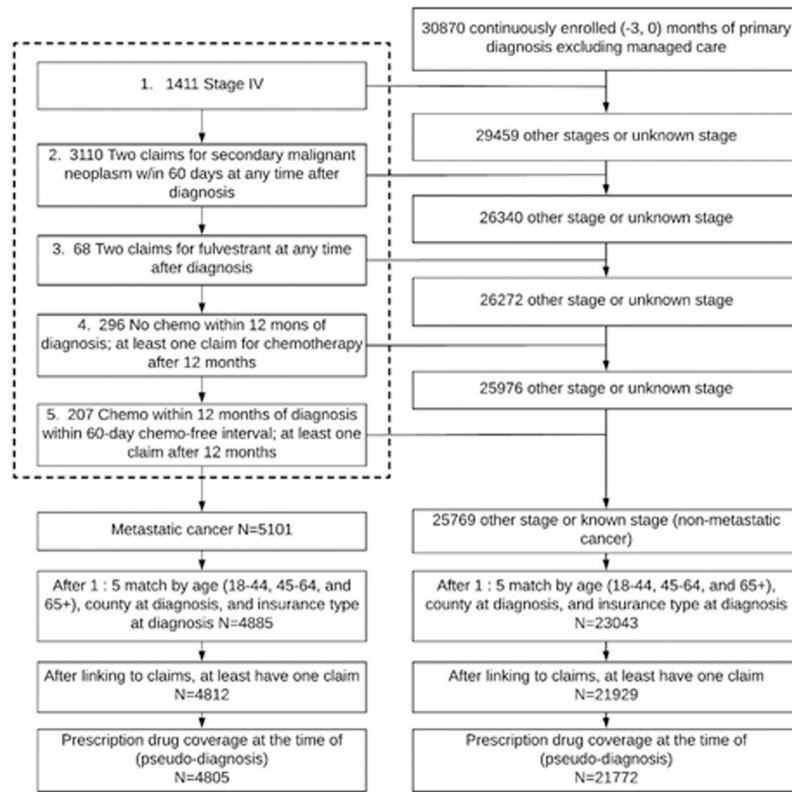 30870 continuously enrolled (-3, 0) months of primary
diagnosis excluding managed care
1. 1411 Stage IV
29459 other stages or unknown stage
2. 3110 Two claims for secondary malignant
neoplasm w/in 60 days at any time after
diagnosis
26340 other stage or unknown stage
3. 68 Two claims for fulvestrant at any time
after diagnosis
26272 other stage or unknown stage
4. 296 No chemo within 12 mons of
diagnosis; at least one claim for chemotherapy
after 12 months
25976 other stage or unknown stage
5. 207 Chemo within 12 months of diagnosis
within 60-day chemo-free interval; at least one
claim after 12 months
Metastatic cancer N=5101
25769 other stage or known stage (non-metastatic
cancer)
After 1 : 5 match by age (18-44, 45-64, and
65+), county at diagnosis, and insurance type
at diagnosis N=4885
After 1 : 5 match by age (18-44, 45-64, and 65+),
county at diagnosis, and insurance type at diagnosis
N=23043
After linking to claims, at least have one claim
N=4812
After linking to claims, at least have one claim
N=21929
Prescription drug coverage at the time of
(pseudo-diagnosis)
N=4805
Prescription drug coverage at the time of
(pseudo-diagnosis)
N=21772